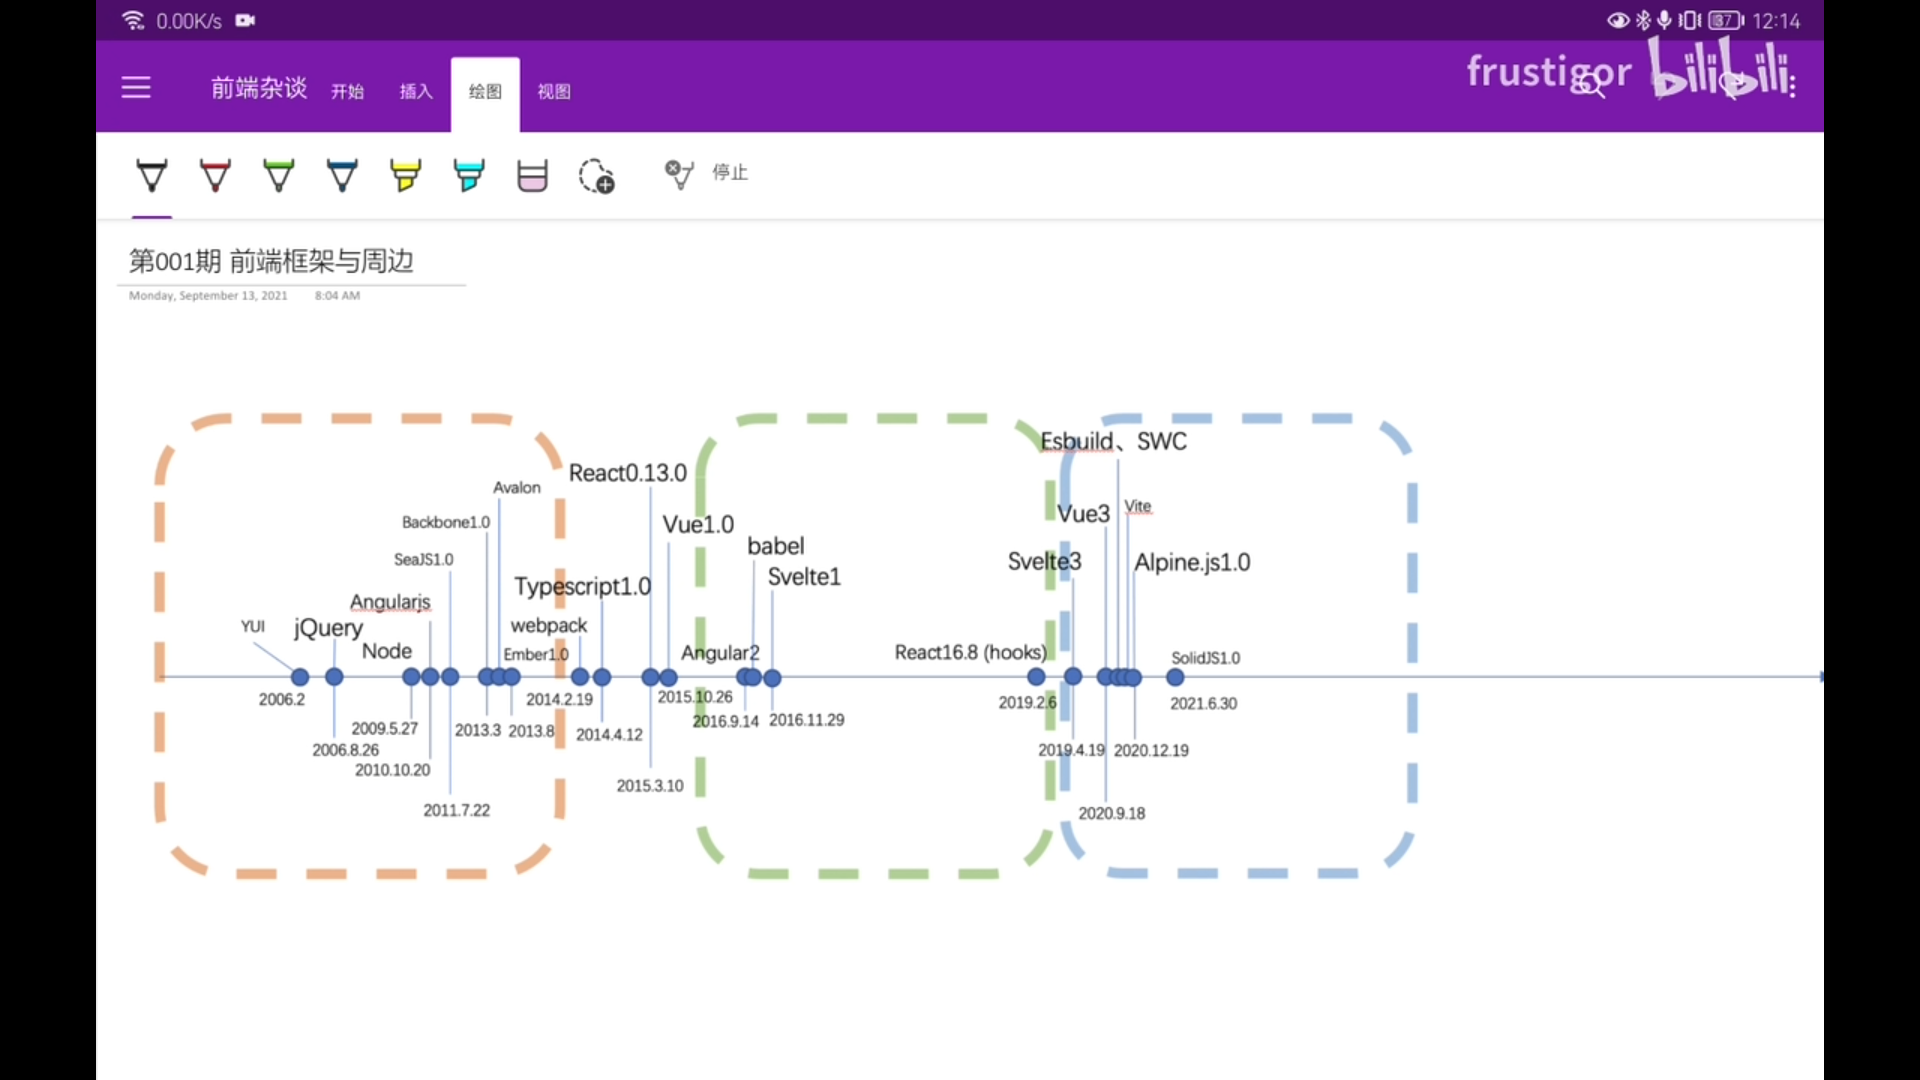 0.00K/s
37 12:14
前端杂谈 开始 插入 绘图 视图
frustigor bilibili
停止
第001期 前端框架与周边
Monday, September 13, 2021 8:04 AM
Esbuild、SWC
React0.13.0
Avalon
Vite
Vue3
Backbone1.0
Vue1.0
babel
SeaJS1.0
Svelte3
Alpine.js1.0
Svelte1
Typescript1.0
Angularjs
YUI
jQuery
webpack
Node
Ember1.0
Angular2
React16.8 (hooks)
SolidJS1.0
2006.2
2014.2.19
2015.10.26
2019.2.6
2021.6.30
2009.5.27
2013.3
2013.8
2014.4.12
2016.9.14
2016.11.29
2006.8.26
2019.4.19
2020.12.19
2010.10.20
2015.3.10
2011.7.22
2020.9.18